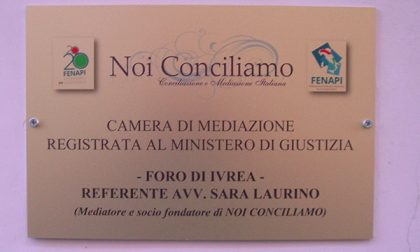 20
FENAPI
Noi Conciliamo
Conciliazione e Mediazione Italiana
FENAPI
CAMERA DI MEDIAZIONE
REGISTRATA AL MINISTERO DI GIUSTIZIA
- FORO DI IVREA -
REFERENTE AVV. SARA LAURINO
(Mediatore e socio fondatore di NOI CONCILIAMO)